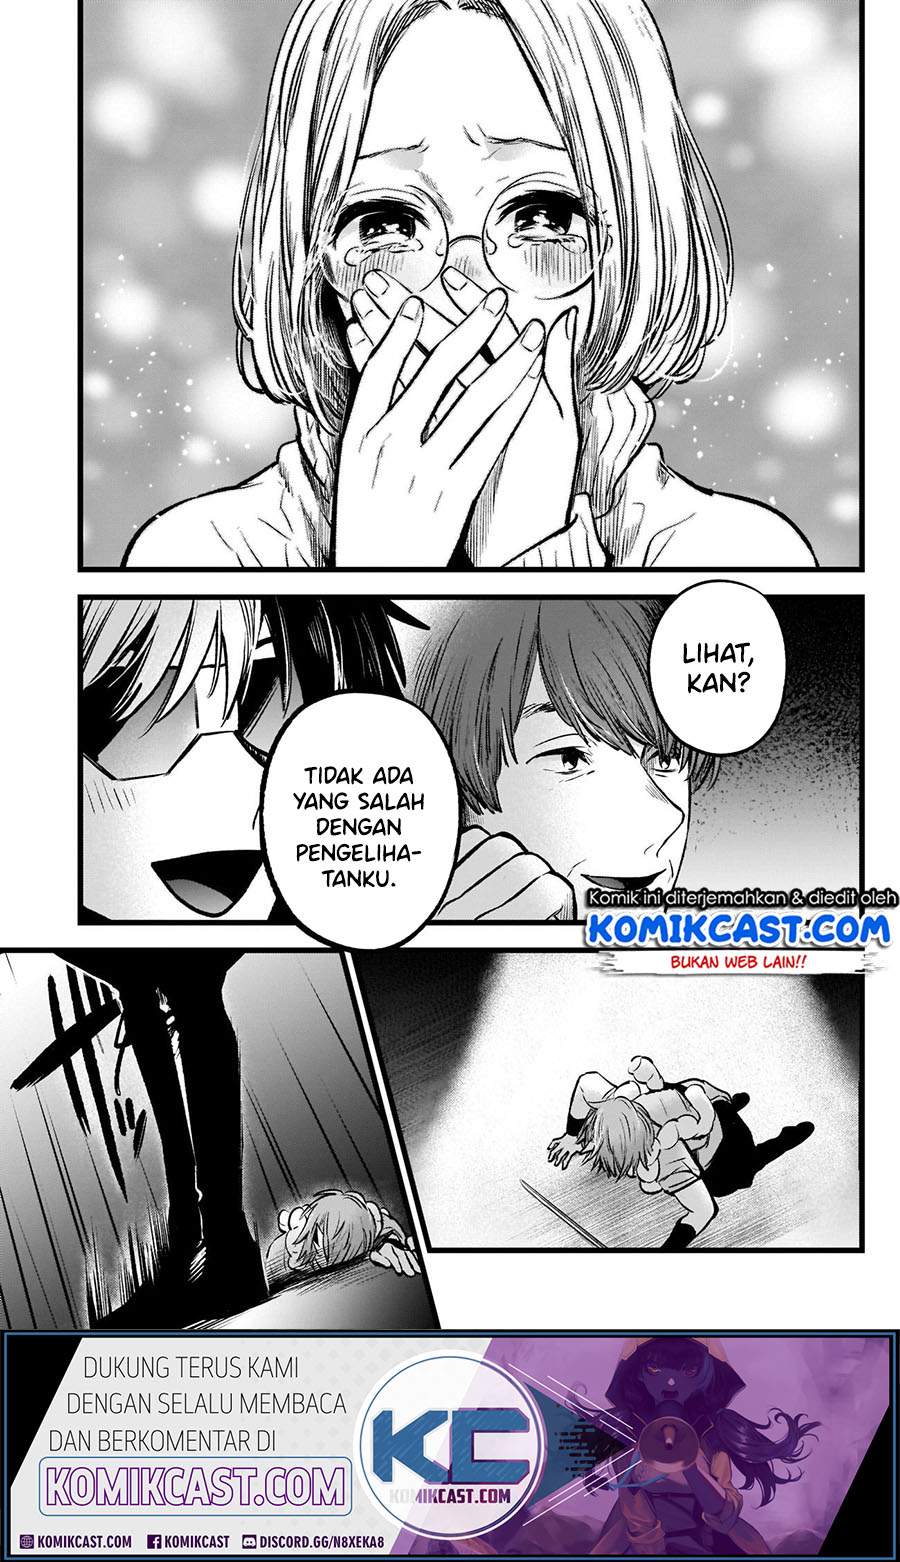 LIHAT,
KAN?
TIDAK ADA
YANG SALAH
DENGAN
PENGELIHA-
TANKU.
Komik ini diterjemahkan & diedit oleh
KOMIKCAST.COM
BUKAN WEB LAIN!!
DUKUNG TERUS KAMI
DENGAN SELALU MEMBACA
DAN BERKOMENTAR DI
KOMIKCAST.COM
KC
KOMIKCAST.COM
KOMIKCAST.COM KOMIKCAST DISCORD.GG/N8XEKA8